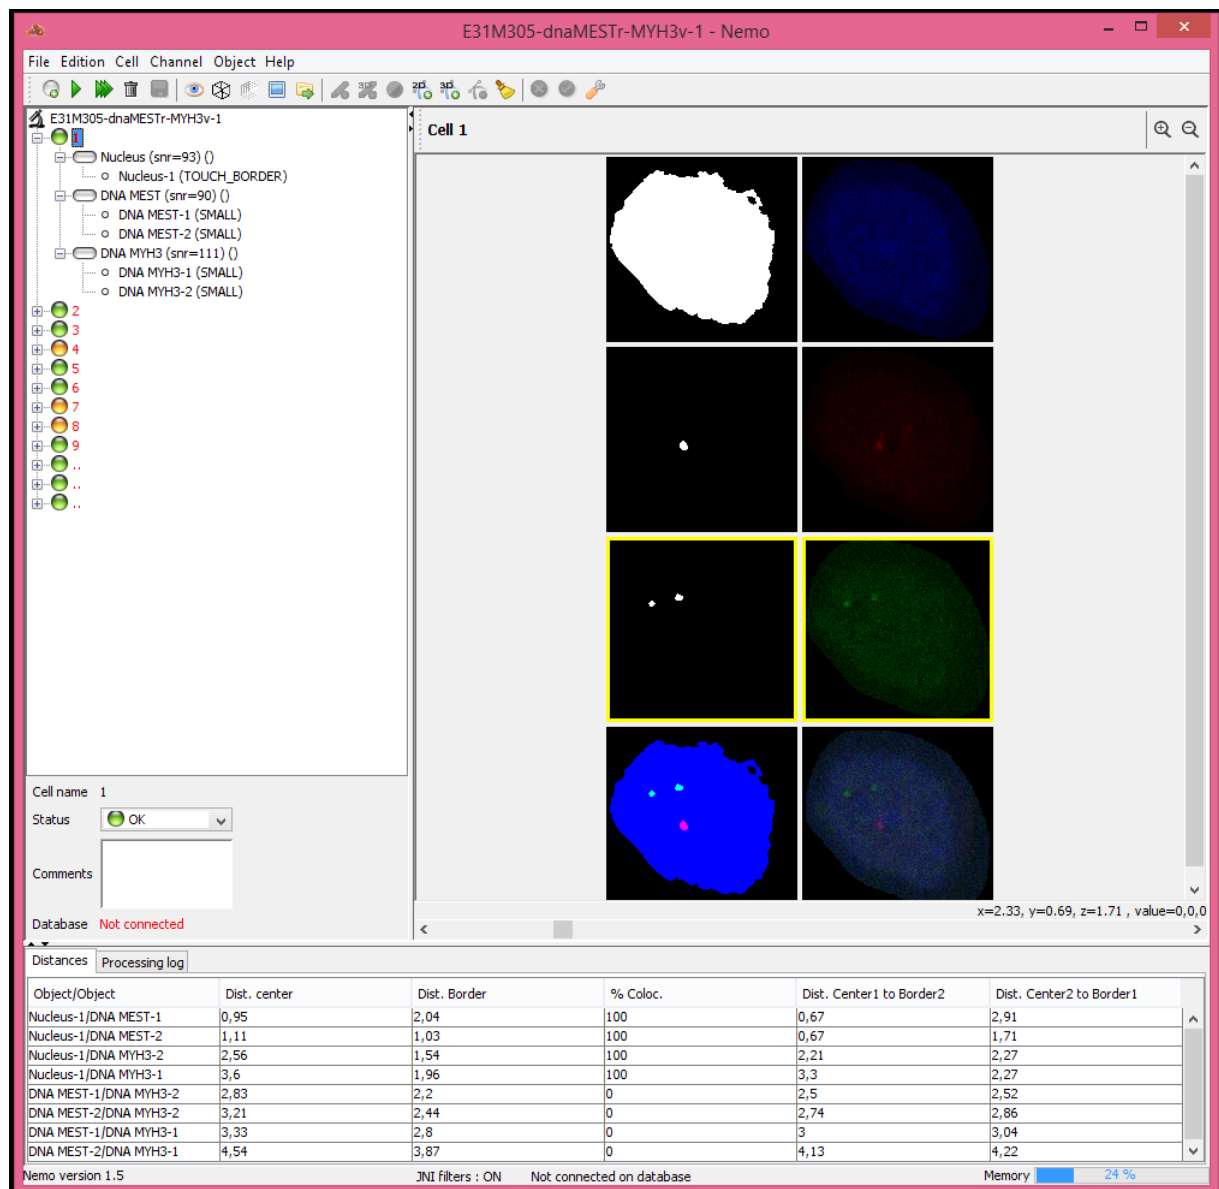 E31M305-dnaMESTr-MYH3v-1 - Nemo
File Edition Cell Channel Object Help
E31M305-dnaMESTr-MYH3v-1
1
Nucleus (snr=93) ()
Nucleus-1 (TOUCH_BORDER)
DNA MEST (snr=90) ()
DNA MEST-1 (SMALL)
DNA MEST-2 (SMALL)
DNA MYH3 (snr=111) ()
DNA MYH3-1 (SMALL)
DNA MYH3-2 (SMALL)
2
3
4
5
6
7
8
9
..
..
..
Cell 1
Cell name 1
Status OK
Comments
Database Not connected
x=2.33, y=0.69, z=1.71 , value=0,0,0
Distances Processing log
Object/Object Dist. center Dist. Border % Coloc. Dist. Center1 to Border2 Dist. Center2 to Border1
Nucleus-1/DNA MEST-1 0,95 2,04 100 0,67 2,91
Nucleus-1/DNA MEST-2 1,11 1,03 100 0,67 1,71
Nucleus-1/DNA MYH3-2 2,56 1,54 100 2,21 2,27
Nucleus-1/DNA MYH3-1 3,6 1,96 100 3,3 2,27
DNA MEST-1/DNA MYH3-2 2,83 2,2 0 2,5 2,52
DNA MEST-2/DNA MYH3-2 3,21 2,44 0 2,74 2,86
DNA MEST-1/DNA MYH3-1 3,33 2,8 0 3 3,04
DNA MEST-2/DNA MYH3-1 4,54 3,87 0 4,13 4,22
Nemo version 1.5 JNI filters : ON Not connected on database Memory 24 %